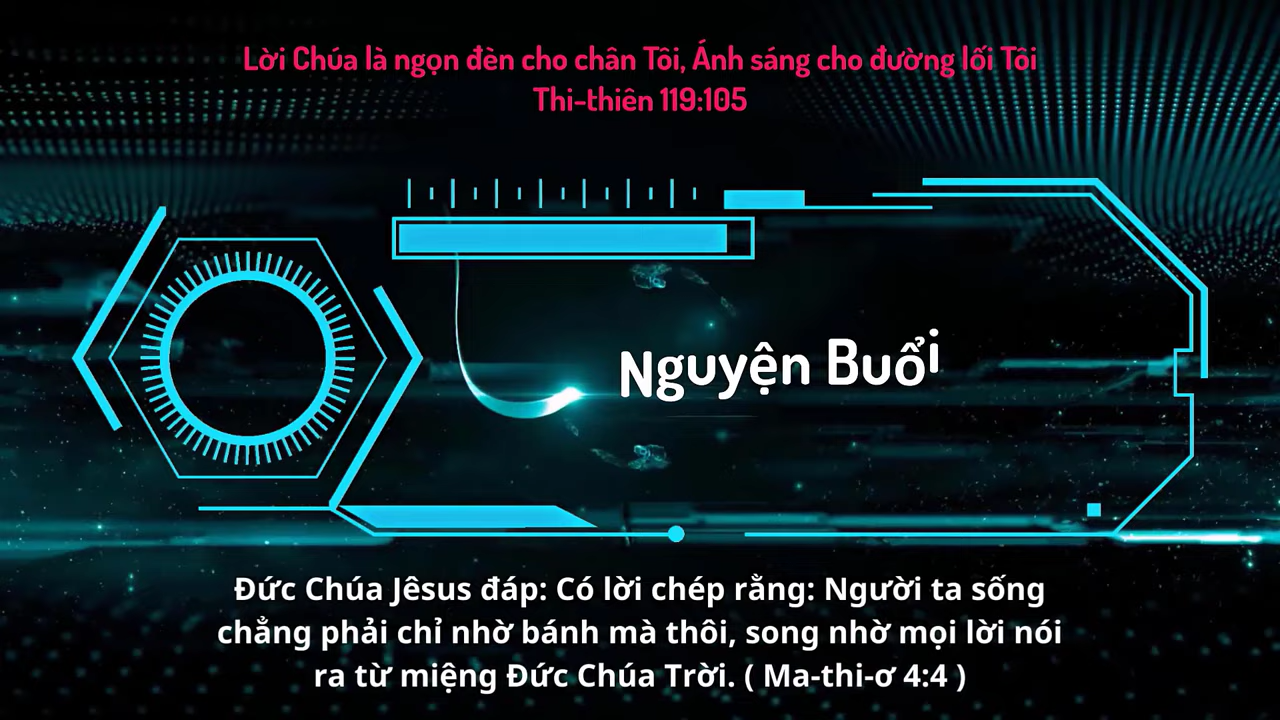 Lời Chúa là ngọn đèn cho chân Tôi, Ánh sáng cho đường lối Tôi
Thi-thiên 119:105
Nguyện Buổi
Đức Chúa Jêsus đáp: Có lời chép rằng: Người ta sống
chẳng phải chỉ nhờ bánh mà thôi, song nhờ mọi lời nói
ra từ miệng Đức Chúa Trời. ( Ma-thi-ơ 4:4 )